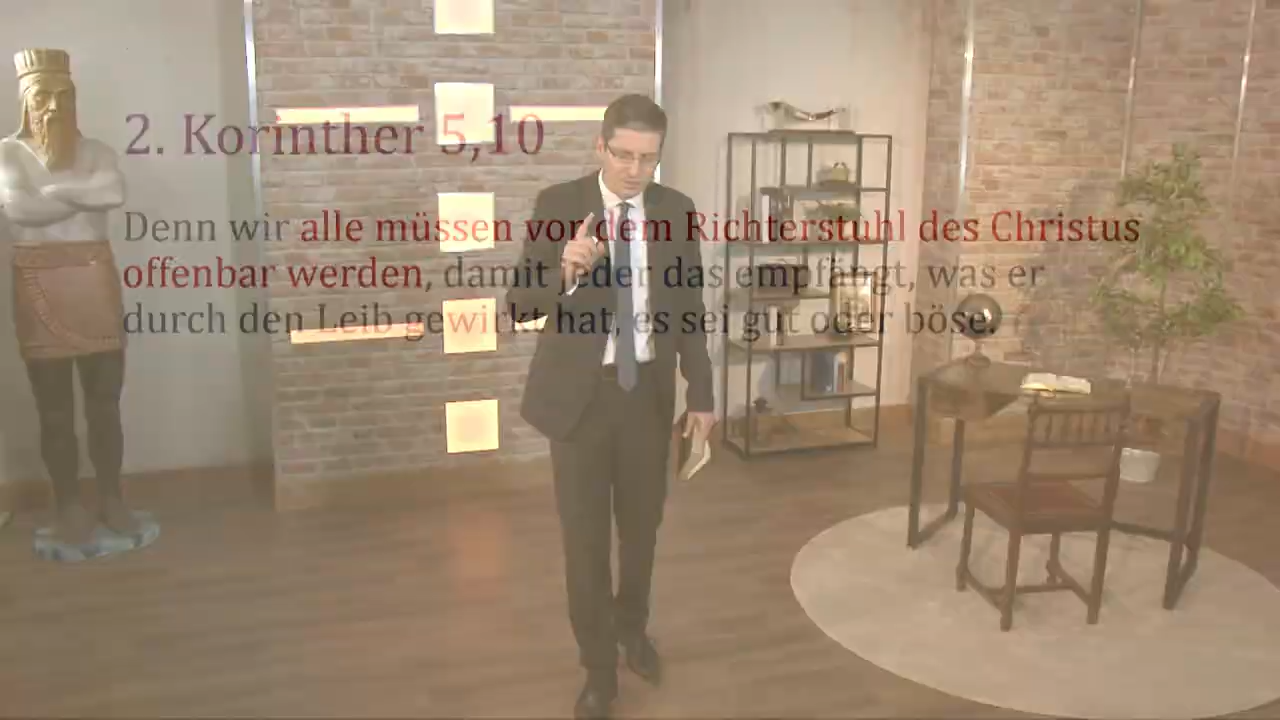 2. Korinther 5,10
Denn wir alle müssen vor dem Richterstuhl des Christus
offenbar werden, damit jeder das empfängt, was er
durch den Leib gewirkt hat, es sei gut oder böse.